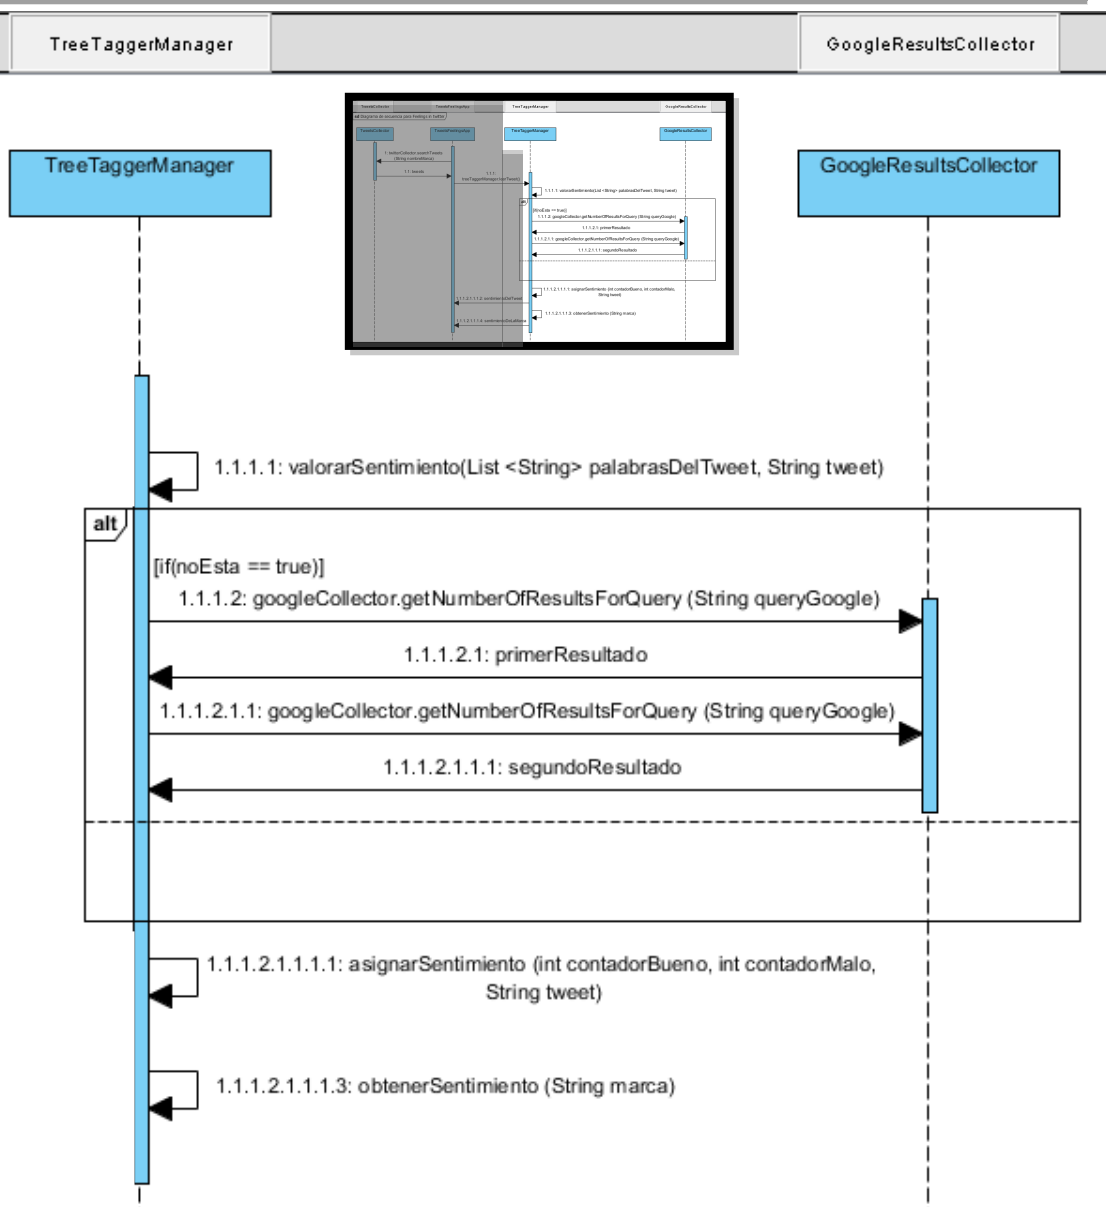 TreeTaggerManager
GoogleResultsCollector
TreeTaggerManager
GoogleResultsCollector
1.1.1.1: valorarSentimiento(List <String> palabrasDelTweet, String tweet)
alt
[if(noEsta == true)]
1.1.1.2: googleCollector.getNumberOfResultsForQuery (String queryGoogle)
1.1.1.2.1: primerResultado
1.1.1.2.1.1: googleCollector.getNumberOfResultsForQuery (String queryGoogle)
1.1.1.2.1.1.1: segundoResultado
1.1.1.2.1.1.1.1: asignarSentimiento (int contadorBueno, int contadorMalo,
String tweet)
1.1.1.2.1.1.1.3: obtenerSentimiento (String marca)